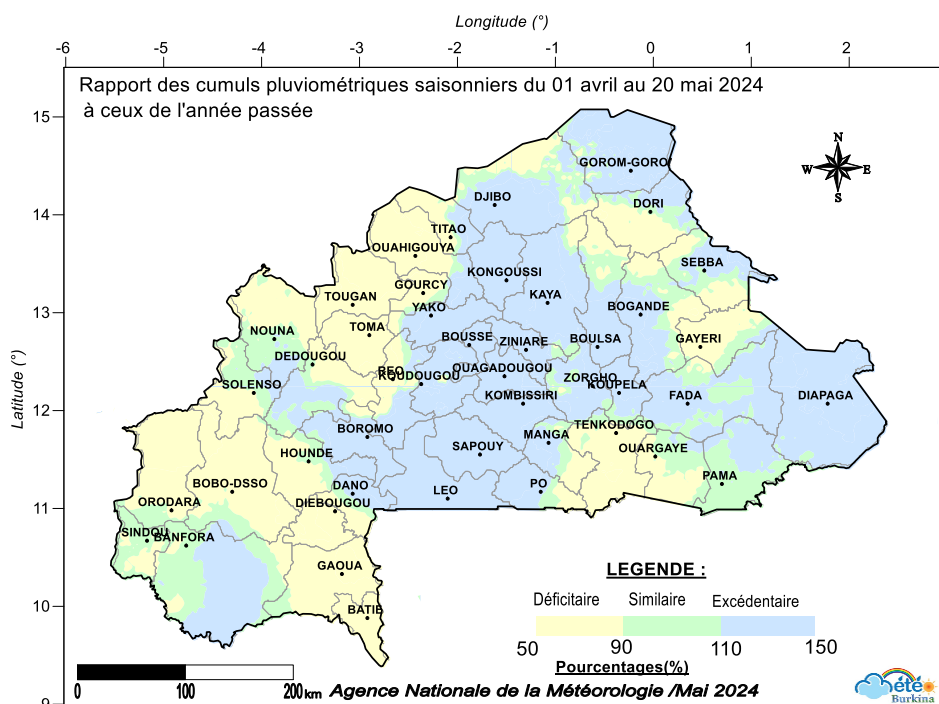 Longitude (°)
-6 -5 -4 -3 -2 -1 0 1 2
Rapport des cumuls pluviométriques saisonniers du 01 avril au 20 mai 2024
à ceux de l'année passée
15
N
W E
S
GOROM-GORO
DJIBO
DORI
14
TITAO
OUAHIGOUYA
SEBBA
KONGOUSSI
GOURCY
KAYA
TOUGAN
YAKO
BOGANDE
13
NOUNA
TOMA
BOUSSE
ZINIARE
BOULSA
GAYERI
DEDOUGOU
REO
KOUDOUGOU
OUAGADOUGOU
ZORGHO
KOUPELA
SOLENSO
KOMBISSIRI
FADA
DIAPAGA
Latitude (°)
12
BOROMO
MANGA
TENKODOGO
HOUNDE
SAPOUY
OUARGAYE
BOBO-DSSO
DANO
LEO
PO
PAMA
ORODARA
DIEBOUGOU
11
SINDOU
BANFORA
GAOUA
BATIE
10
9
LEGENDE :
Déficitaire Similaire Excédentaire
50 90 110 150
Pourcentages(%)
0 100 200 km
Agence Nationale de la Météorologie /Mai 2024
été
Burkina